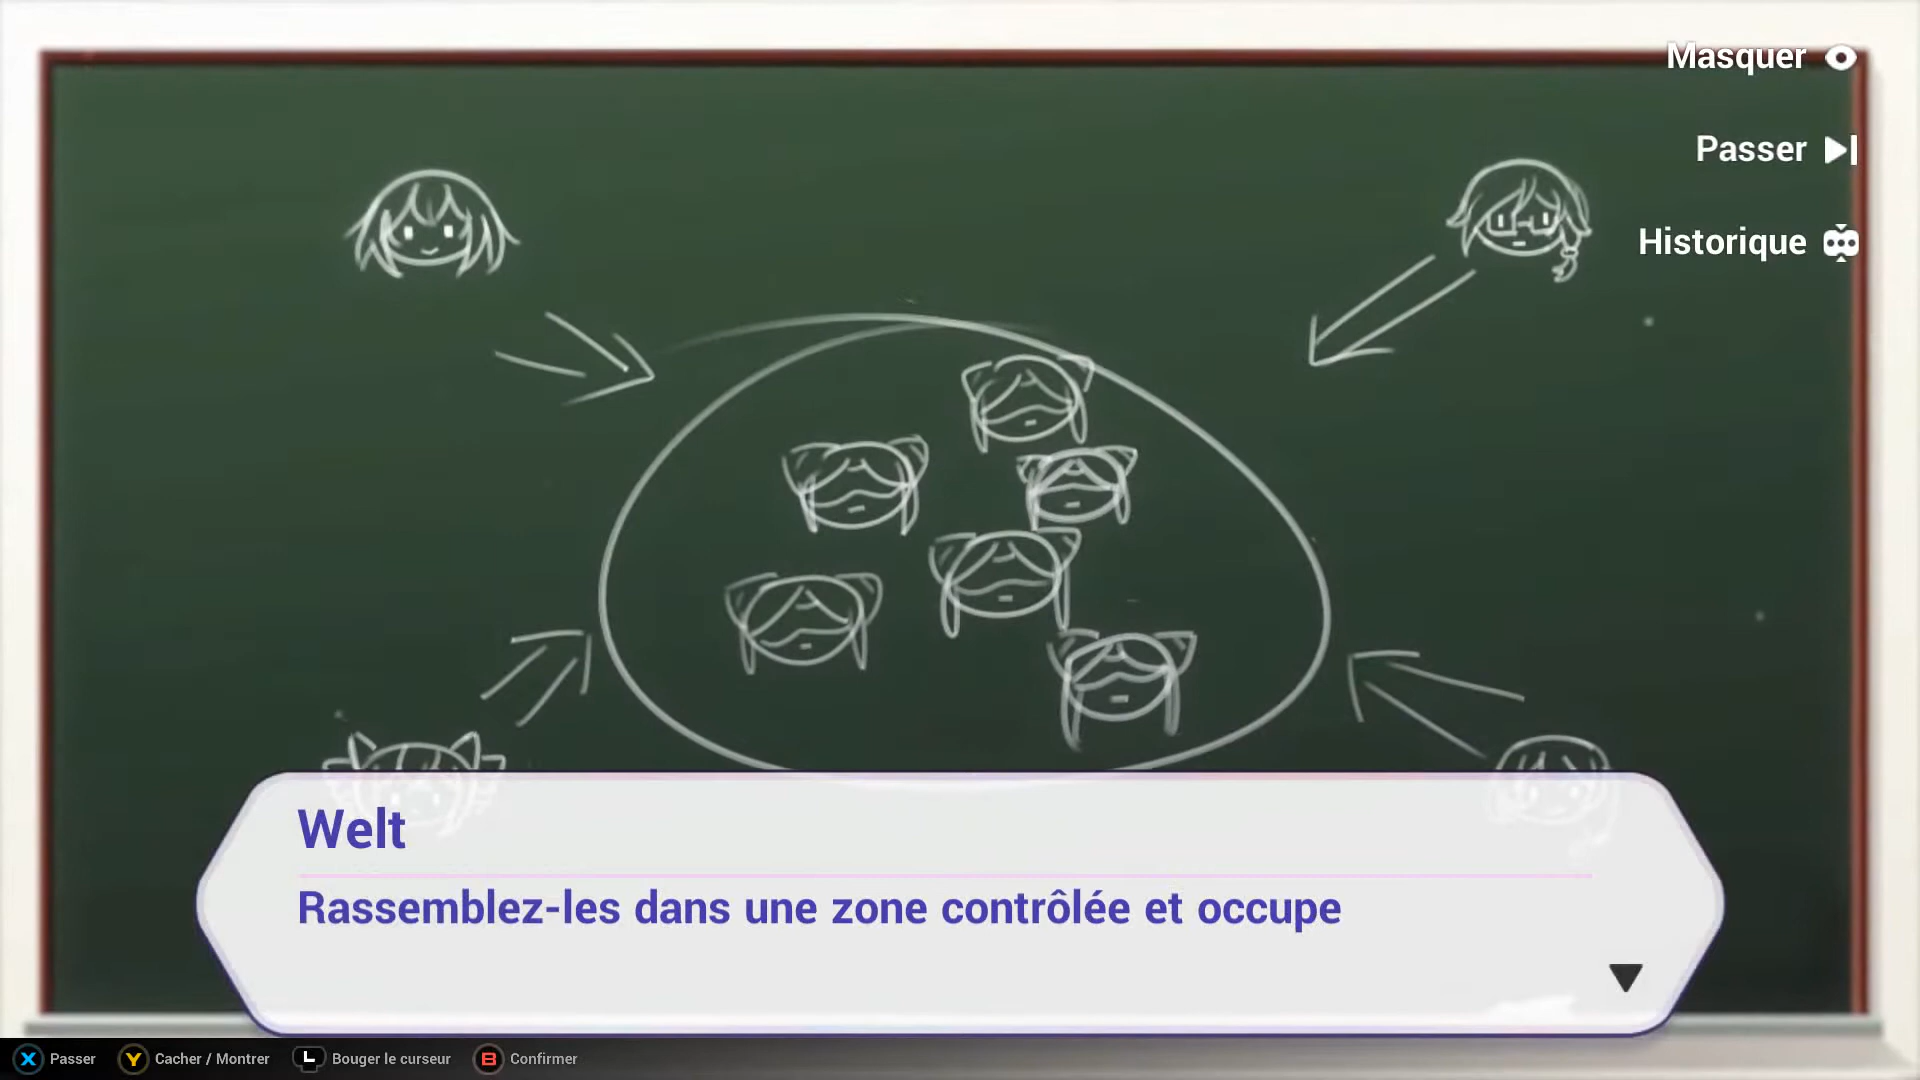 Masquer
Passer
Historique
Welt
Rassemblez-les dans une zone contrôlée et occupe
X Passer
Y Cacher / Montrer
L Bouger le curseur
B Confirmer